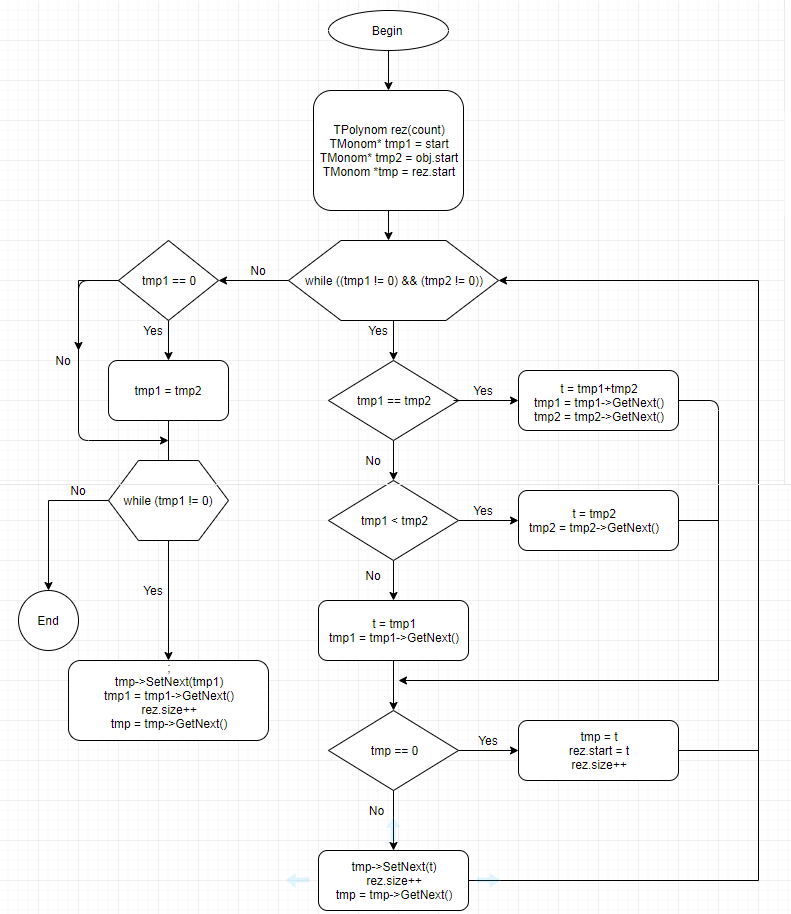 Begin
TPolynom rez(count)
TMonom* tmp1 = start
TMonom* tmp2 = obj.start
TMonom *tmp = rez.start
while ((tmp1 != 0) && (tmp2 != 0))
No
tmp1 == 0
Yes
No
tmp1 = tmp2
while (tmp1 != 0)
No
End
Yes
;
tmp->SetNext(tmp1)
tmp1 = tmp1->GetNext()
rez.size++
tmp = tmp->GetNext()
Yes
tmp1 == tmp2
Yes
t = tmp1+tmp2
tmp1 = tmp1->GetNext()
tmp2 = tmp2->GetNext()
No
tmp1 < tmp2
Yes
t = tmp2
tmp2 = tmp2->GetNext()
No
t = tmp1
tmp1 = tmp1->GetNext()
tmp == 0
Yes
tmp = t
rez.start = t
rez.size++
No
tmp->SetNext(t)
rez.size++
tmp = tmp->GetNext()